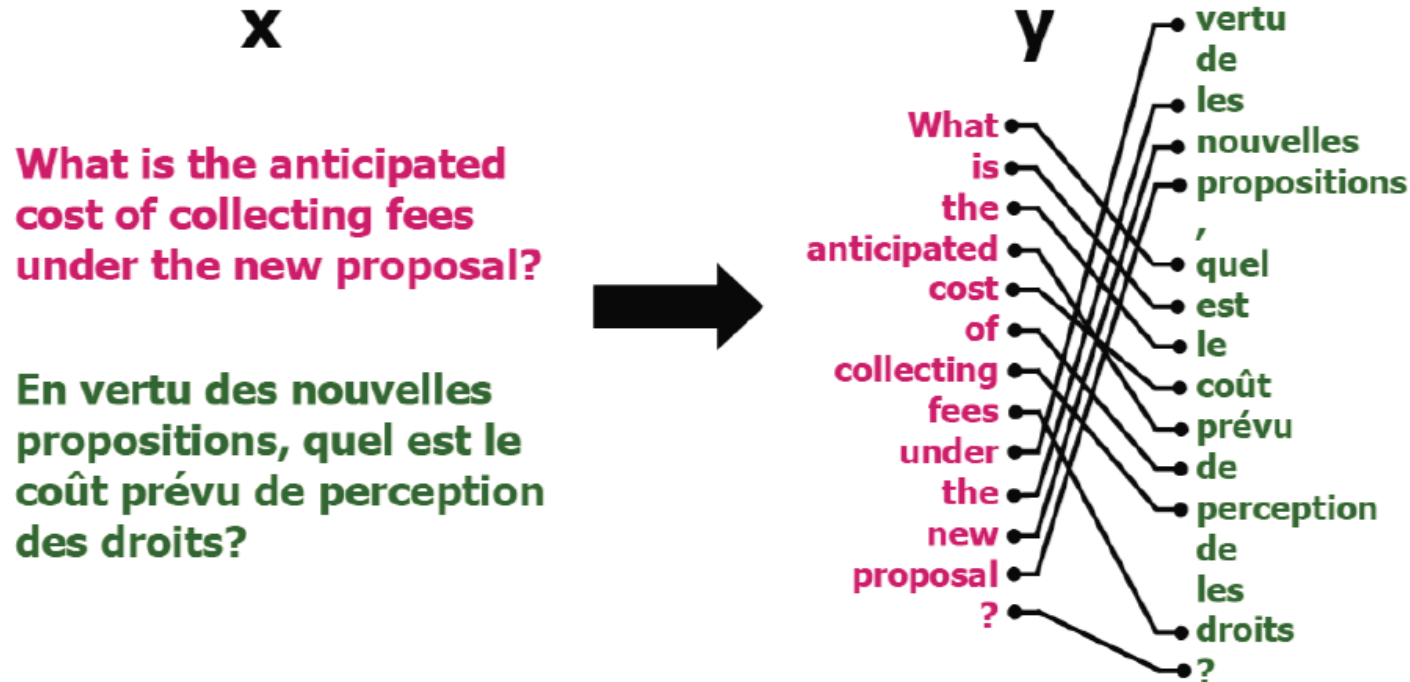 x
What is the anticipated
cost of collecting fees
under the new proposal?
En vertu des nouvelles
propositions, quel est le
coût prévu de perception
des droits?
y
What
is
the
anticipated
cost
of
collecting
fees
under
the
new
proposal
?
vertu
de
les
nouvelles
propositions
,
quel
est
le
coût
prévu
de
perception
de
les
droits
?